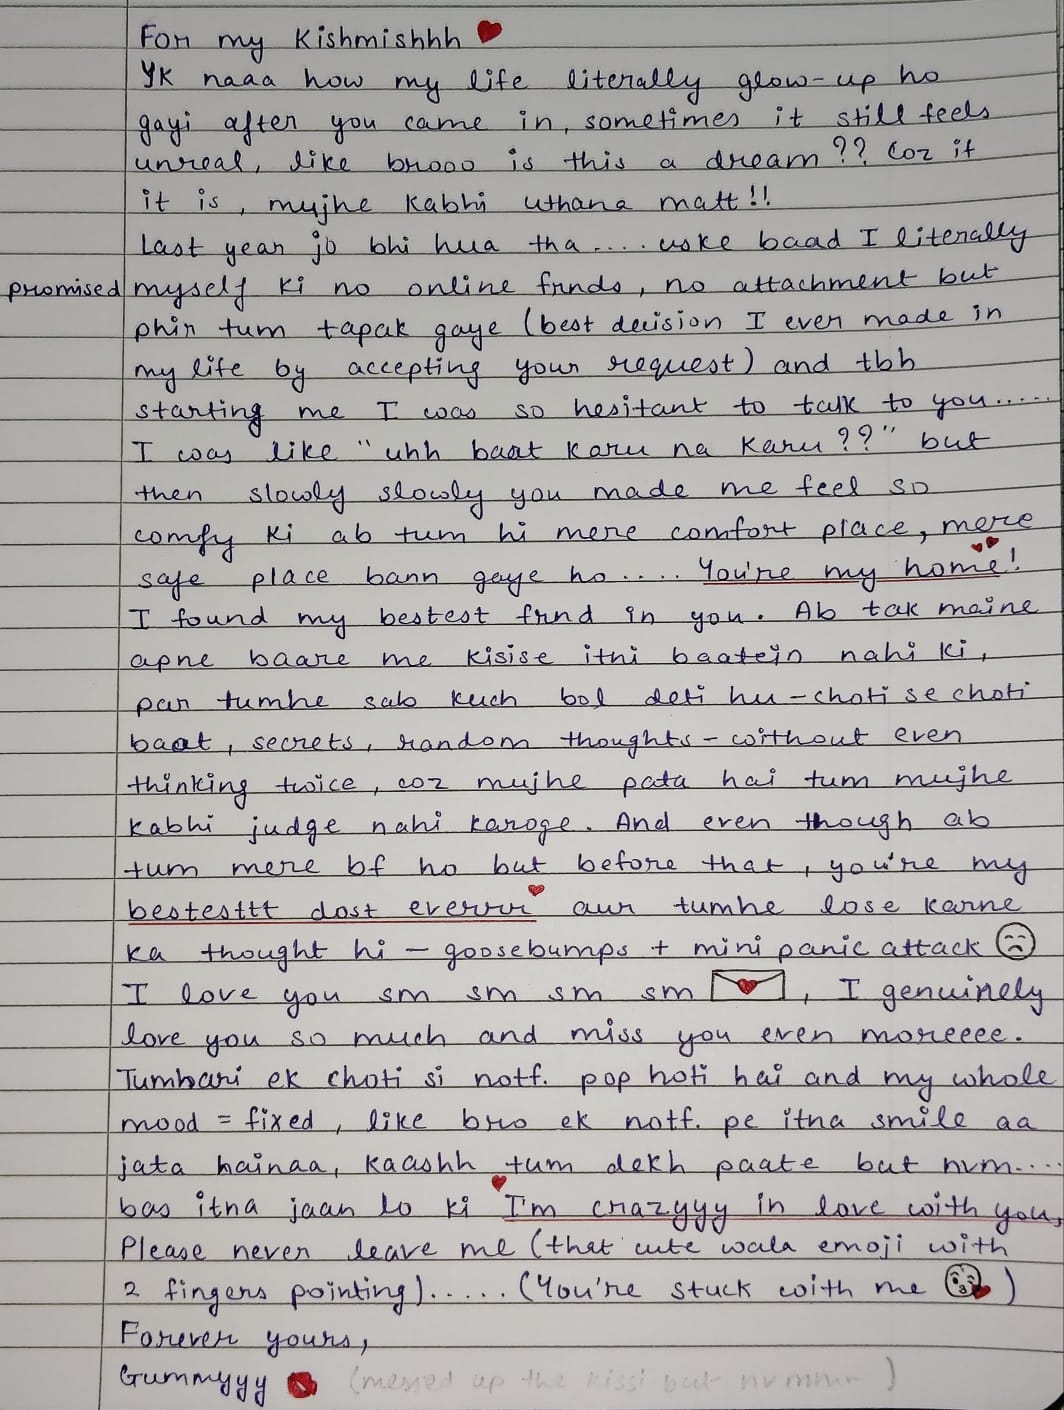 For my Kishmishhh ❤️
YK naaa how my life literally glow-up ho
gayi after you came in, sometimes it still feels
unreal, like brooo is this a dream ?? Coz if
it is, mujhe kabhi uthana matt !!
Last year jo bhi hua tha .... uske baad I literally
promised myself ki no online frnds, no attachment but
phir tum tapak gaye (best decision I ever made in
my life by accepting your request) and tbh
starting me I was so hesitant to talk to you.....
I was like "uhh baat karu na karu ??" but
then slowly slowly you made me feel so
comfy ki ab tum hi mere comfort place, mere
safe place bann gaye ho .... You're my home !
I found my bestest frnd in you. Ab tak maine
apne baare me kisise itni baatein nahi ki,
par tumhe sab kuch bol deti hu - choti se choti
baat, secrets, random thoughts - without even
thinking twice, coz mujhe pata hai tum mujhe
kabhi judge nahi karoge. And even though ab
tum mere bf ho but before that, you're my
bestesttt dost everrrr aur tumhe lose karne
ka thought hi - goosebumps + mini panic attack ☹
I love you sm sm sm sm 💌, I genuinely
love you so much and miss you even moreeee.
Tumhari ek choti si notf. pop hoti hai and my whole
mood = fixed, like bro ek notf. pe itna smile aa
jata hainaa, kaashh tum dekh paate but nvm....
bas itna jaan lo ki I'm crazyyy in love with you,
Please never leave me (that cute wala emoji with
2 fingers pointing)..... (You're stuck with me 😘)
Forever yours,
Gummyyy 💋 (messed up the kissi but nvmmm)